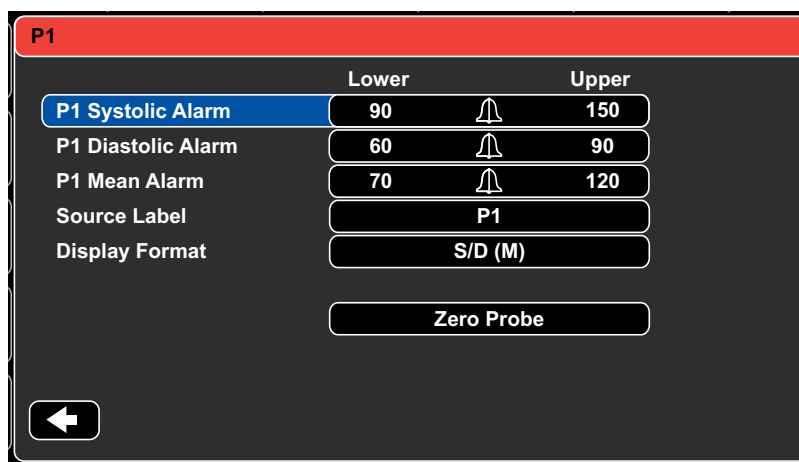 P1
Lower Upper
P1 Systolic Alarm 90 150
P1 Diastolic Alarm 60 90
P1 Mean Alarm 70 120
Source Label P1
Display Format S/D (M)
Zero Probe